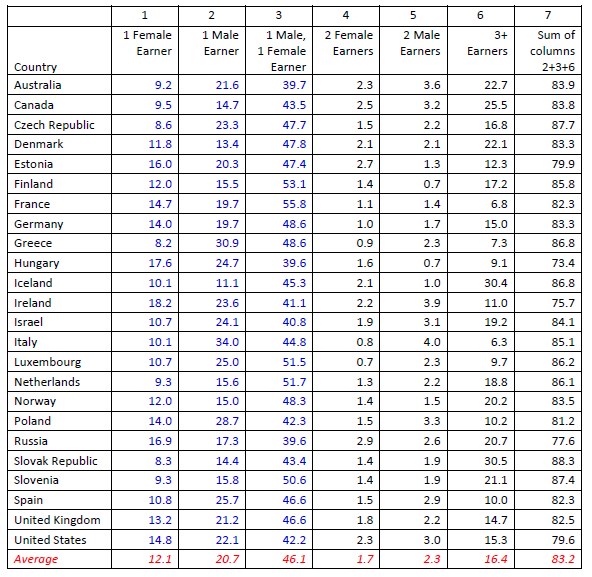 1 2 3 4 5 6 7
Country 1 Female Earner 1 Male Earner 1 Male, 1 Female Earner 2 Female Earners 2 Male Earners 3+ Earners Sum of columns 2+3+6
Australia 9.2 21.6 39.7 2.3 3.6 22.7 83.9
Canada 9.5 14.7 43.5 2.5 3.2 25.5 83.8
Czech Republic 8.6 23.3 47.7 1.5 2.2 16.8 87.7
Denmark 11.8 13.4 47.8 2.1 2.1 22.1 83.3
Estonia 16.0 20.3 47.4 2.7 1.3 12.3 79.9
Finland 12.0 15.5 53.1 1.4 0.7 17.2 85.8
France 14.7 19.7 55.8 1.1 1.4 6.8 82.3
Germany 14.0 19.7 48.6 1.0 1.7 15.0 83.3
Greece 8.2 30.9 48.6 0.9 2.3 7.3 86.8
Hungary 17.6 24.7 39.6 1.6 0.7 9.1 73.4
Iceland 10.1 11.1 45.3 2.1 1.0 30.4 86.8
Ireland 18.2 23.6 41.1 2.2 3.9 11.0 75.7
Israel 10.7 24.1 40.8 1.9 3.1 19.2 84.1
Italy 10.1 34.0 44.8 0.8 4.0 6.3 85.1
Luxembourg 10.7 25.0 51.5 0.7 2.3 9.7 86.2
Netherlands 9.3 15.6 51.7 1.3 2.2 18.8 86.1
Norway 12.0 15.0 48.3 1.4 1.5 20.2 83.5
Poland 14.0 28.7 42.3 1.5 3.3 10.2 81.2
Russia 16.9 17.3 39.6 2.9 2.6 20.7 77.6
Slovak Republic 8.3 14.4 43.4 1.4 1.9 30.5 88.3
Slovenia 9.3 15.8 50.6 1.4 1.9 21.1 87.4
Spain 10.8 25.7 46.6 1.5 2.9 10.0 82.3
United Kingdom 13.2 21.2 46.6 1.8 2.2 14.7 82.5
United States 14.8 22.1 42.2 2.3 3.0 15.3 79.6
Average 12.1 20.7 46.1 1.7 2.3 16.4 83.2